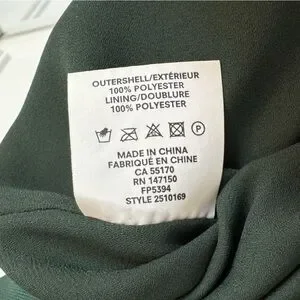 OUTERSHELL/EXTÉRIEUR
100% POLYESTER
LINING/DOUBLURE
100% POLYESTER
P
MADE IN CHINA
FABRIQUÉ EN CHINE
CA 55170
RN 147150
FP5394
STYLE 2510169